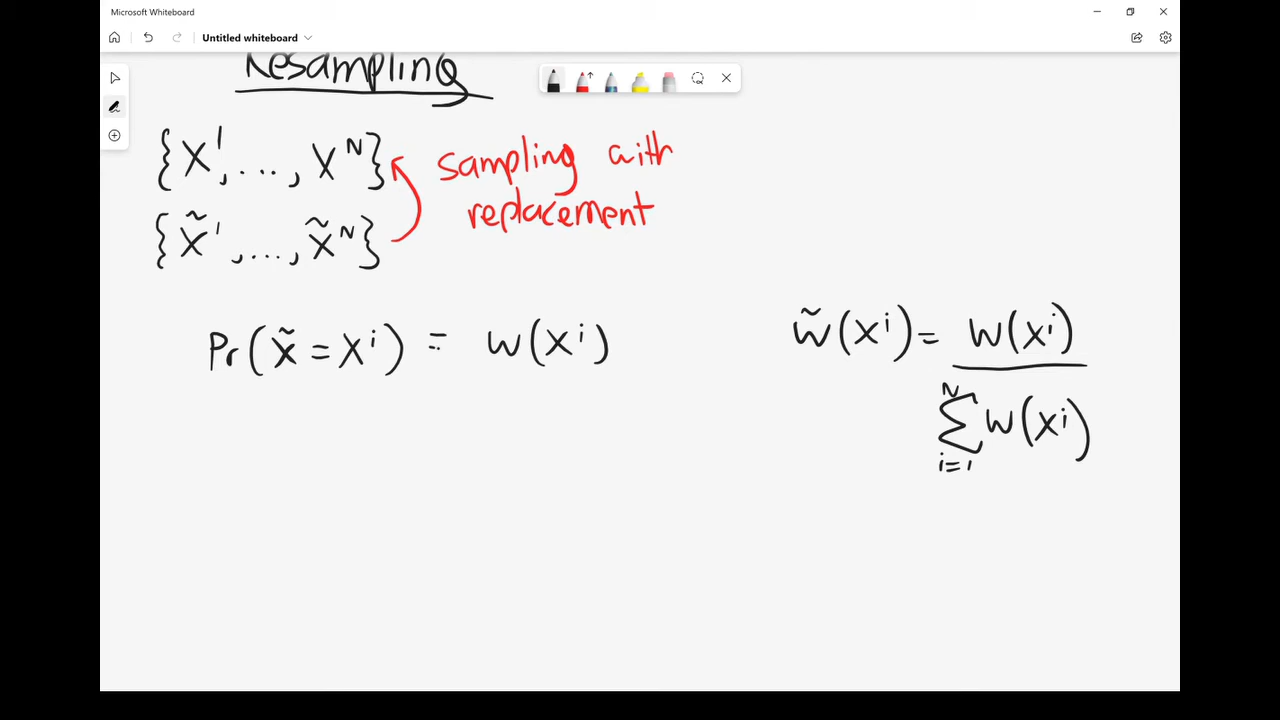 Microsoft Whiteboard
Untitled whiteboard
Resampling
{X¹, ..., Xᴺ} sampling with
replacement
{X̃¹, ..., X̃ᴺ}
Pr(X̃ = Xⁱ) = W(Xⁱ)
W̃(Xⁱ) = W(Xⁱ) / ∑ᵢ₌₁ᴺ W(Xⁱ)